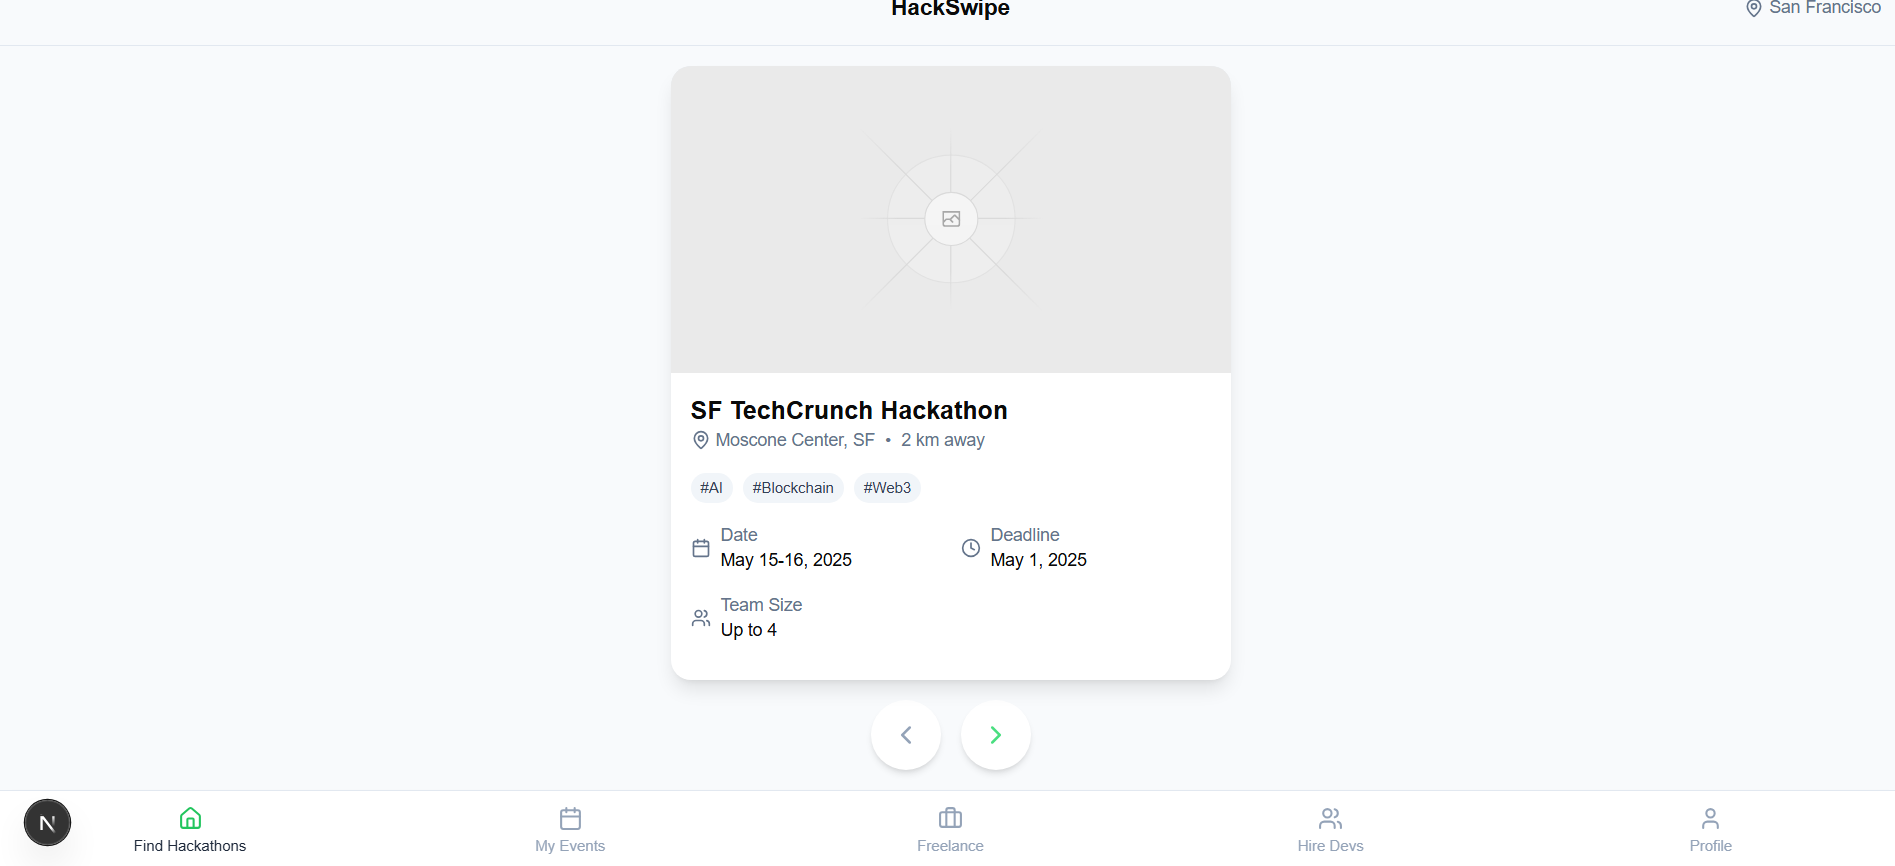 HackSwipe
San Francisco
SF TechCrunch Hackathon
Moscone Center, SF • 2 km away
#AI #Blockchain #Web3
Date
May 15-16, 2025
Deadline
May 1, 2025
Team Size
Up to 4
N
Find Hackathons
My Events
Freelance
Hire Devs
Profile